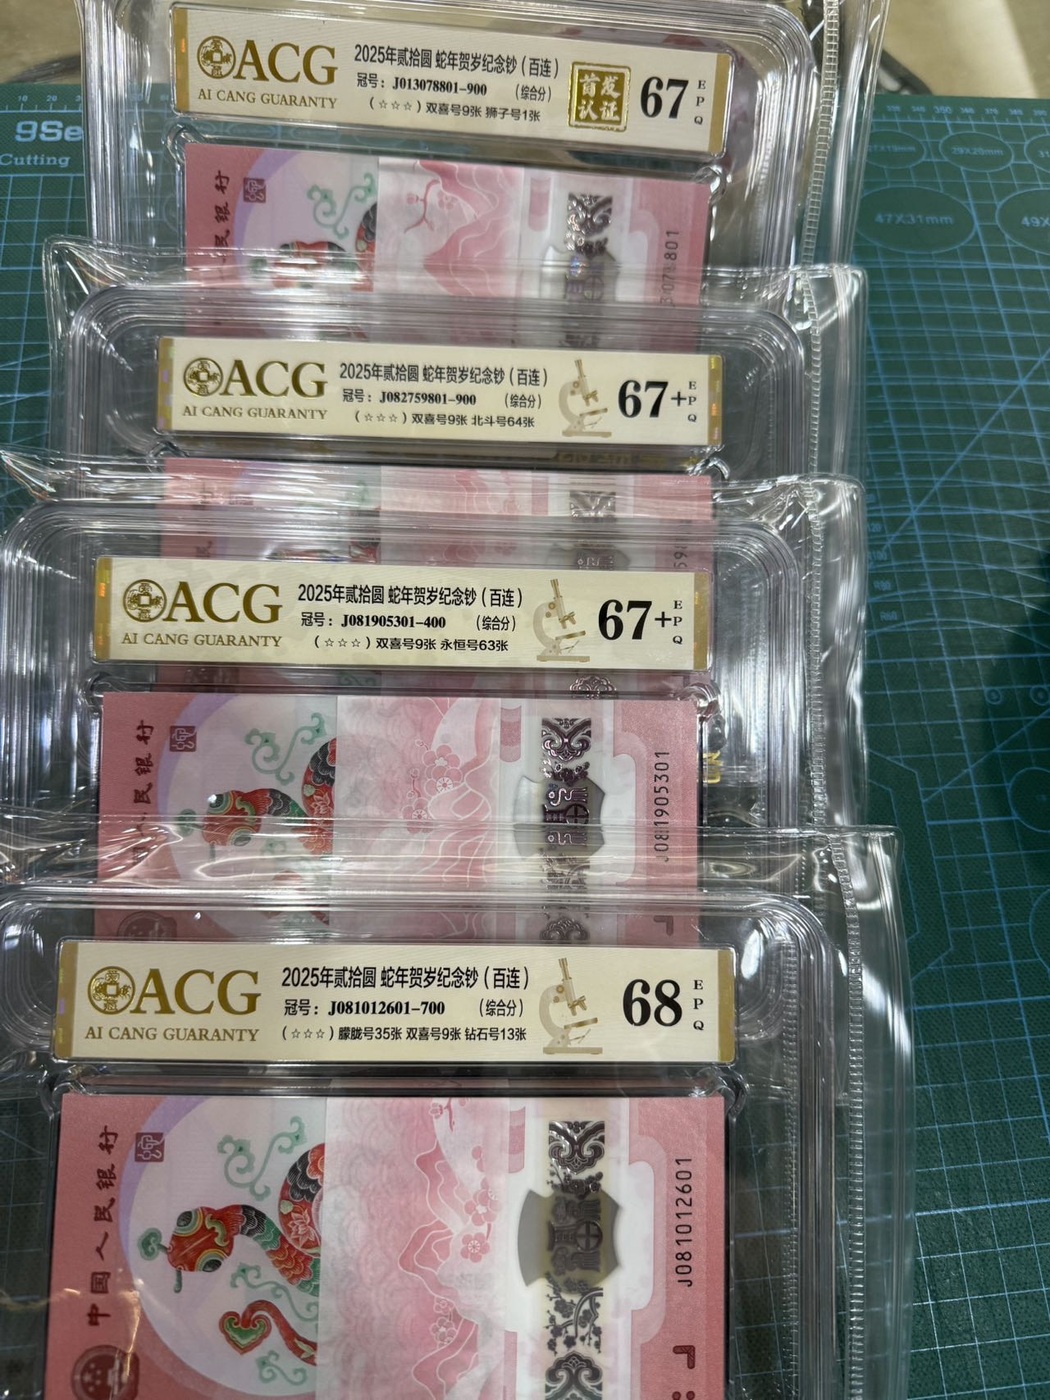 ACG
AI CANG GUARANTY
2025年贰拾圆 蛇年贺岁纪念钞（百连）
冠号：J013078801-900 （综合分）
（☆☆☆）双喜号9张 狮子号1张
首发认证
67 EPQ
9Se
Cutting
47X31mm
29X20mm
ACG
AI CANG GUARANTY
2025年贰拾圆 蛇年贺岁纪念钞（百连）
冠号：J082759801-900 （综合分）
（☆☆☆）双喜号9张 北斗号64张
67+ EPQ
ACG
AI CANG GUARANTY
2025年贰拾圆 蛇年贺岁纪念钞（百连）
冠号：J081905301-400 （综合分）
（☆☆☆）双喜号9张 永恒号63张
67+ EPQ
J081905301
ACG
AI CANG GUARANTY
2025年贰拾圆 蛇年贺岁纪念钞（百连）
冠号：J081012601-700 （综合分）
（☆☆☆）朦胧号35张 双喜号9张 钻石号13张
68 EPQ
中国人民银行
J081012601